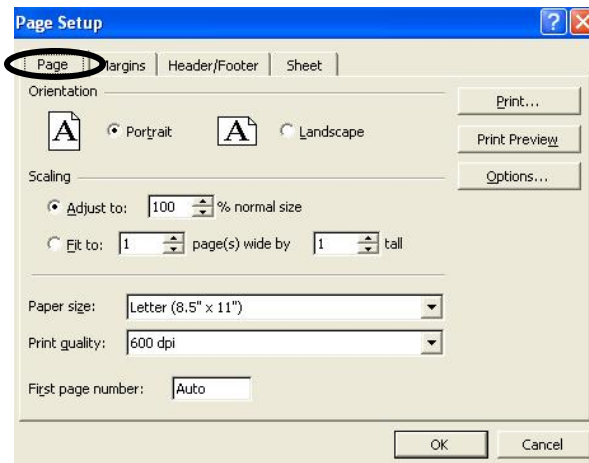 Page Setup
Page Margins Header/Footer Sheet
Orientation
A Portrait A Landscape
Print...
Print Preview
Options...
Scaling
Adjust to: 100 % normal size
Fit to: 1 page(s) wide by 1 tall
Paper size: Letter (8.5" x 11")
Print quality: 600 dpi
First page number: Auto
OK Cancel